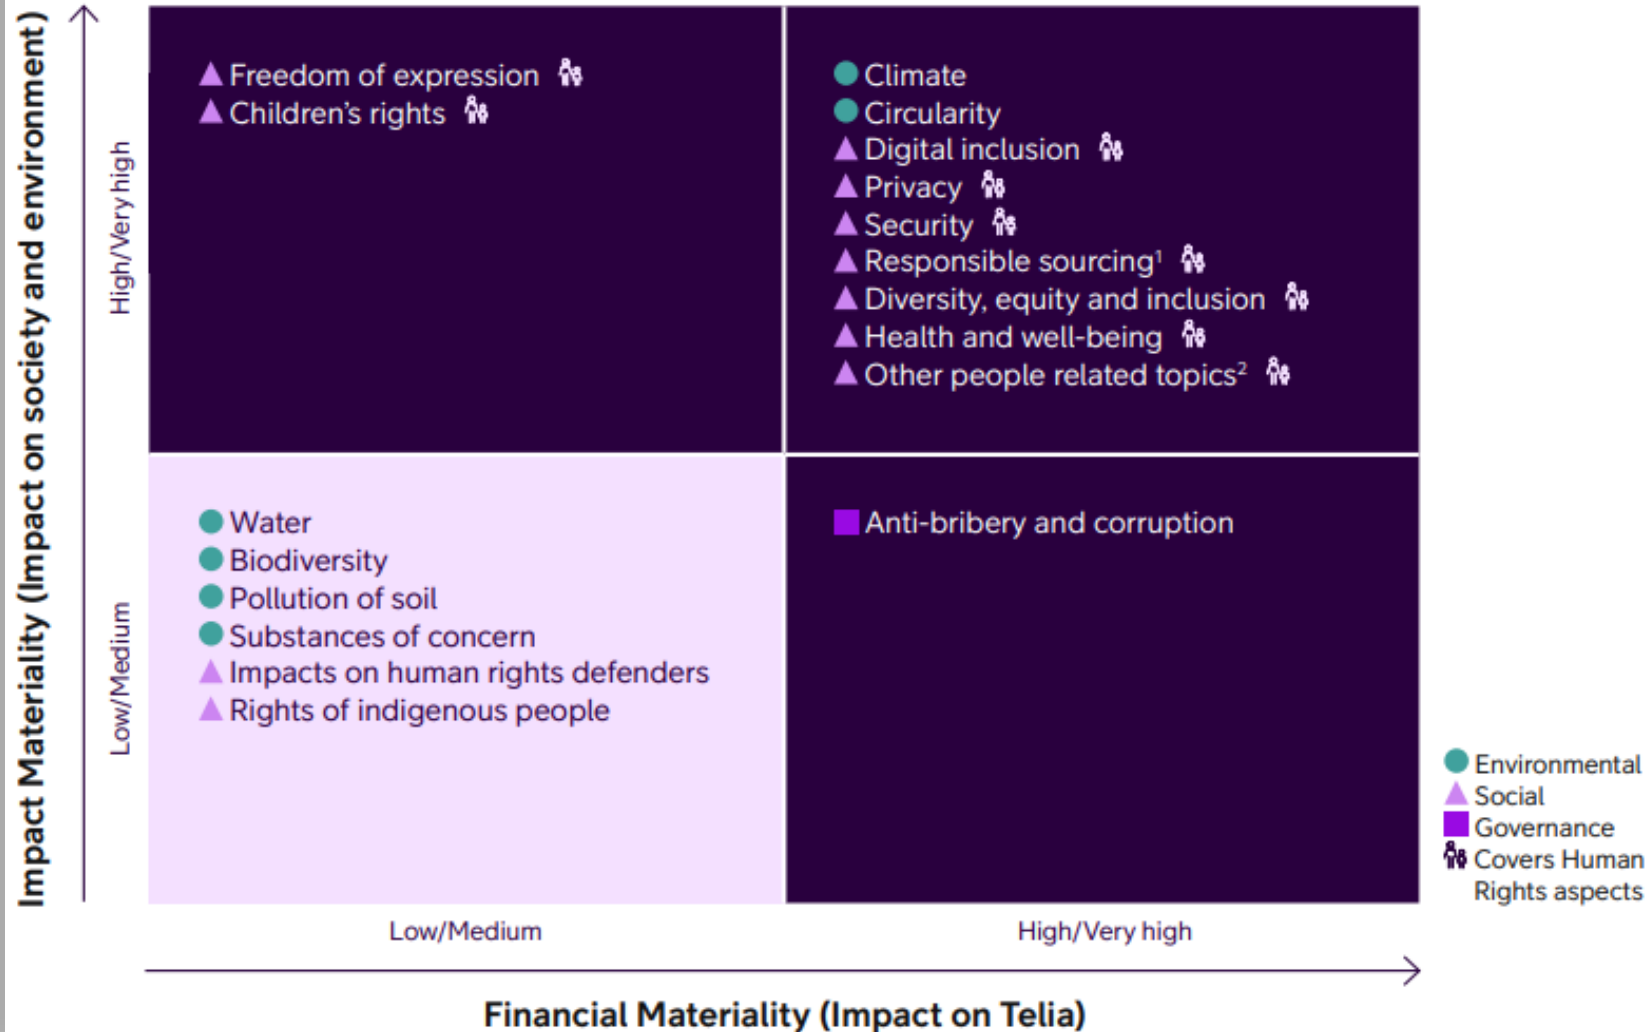 Impact Materiality (Impact on society and environment)
High/Very high
Low/Medium
Freedom of expression
Children's rights
Climate
Circularity
Digital inclusion
Privacy
Security
Responsible sourcing¹
Diversity, equity and inclusion
Health and well-being
Other people related topics²
Water
Biodiversity
Pollution of soil
Substances of concern
Impacts on human rights defenders
Rights of indigenous people
Anti-bribery and corruption
Environmental
Social
Governance
Covers Human
Rights aspects
Low/Medium
High/Very high
Financial Materiality (Impact on Telia)